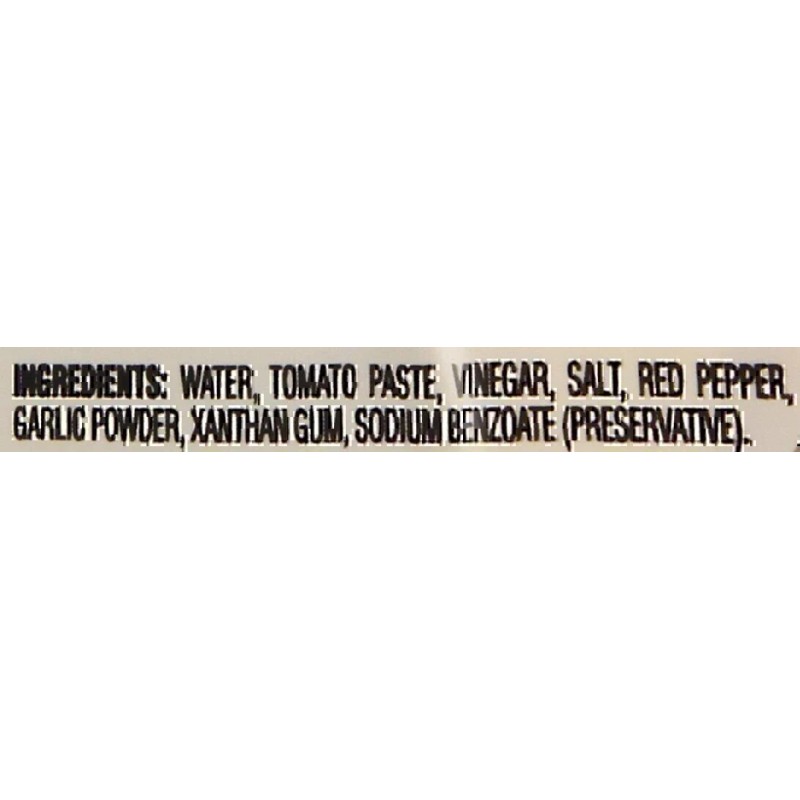 INGREDIENTS: WATER, TOMATO PASTE, VINEGAR, SALT, RED PEPPER,
GARLIC POWDER, XANTHAN GUM, SODIUM BENZOATE (PRESERVATIVE).